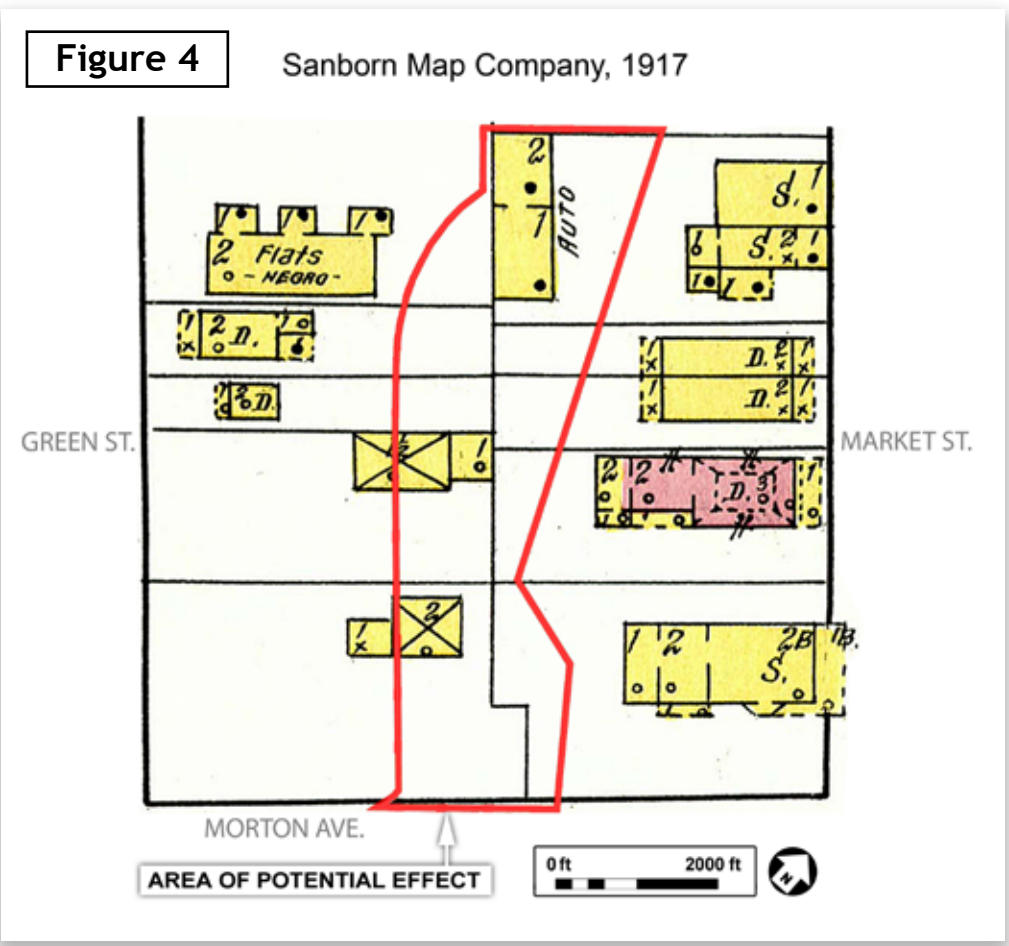 Figure 4
Sanborn Map Company, 1917
2
1
AUTO
S. 1
S. 2 1
x
1
1 1 1
2 Flats
- NEGRO -
1 2 D. 1
x
2 D.
1 D. 2 1
x x x
1 D. 2 1
x x x
GREEN ST.
MARKET ST.
1
2 2 D. 3 1
2
1
x
1 2 2B 1B.
S.
MORTON AVE.
AREA OF POTENTIAL EFFECT
0 ft 2000 ft
N